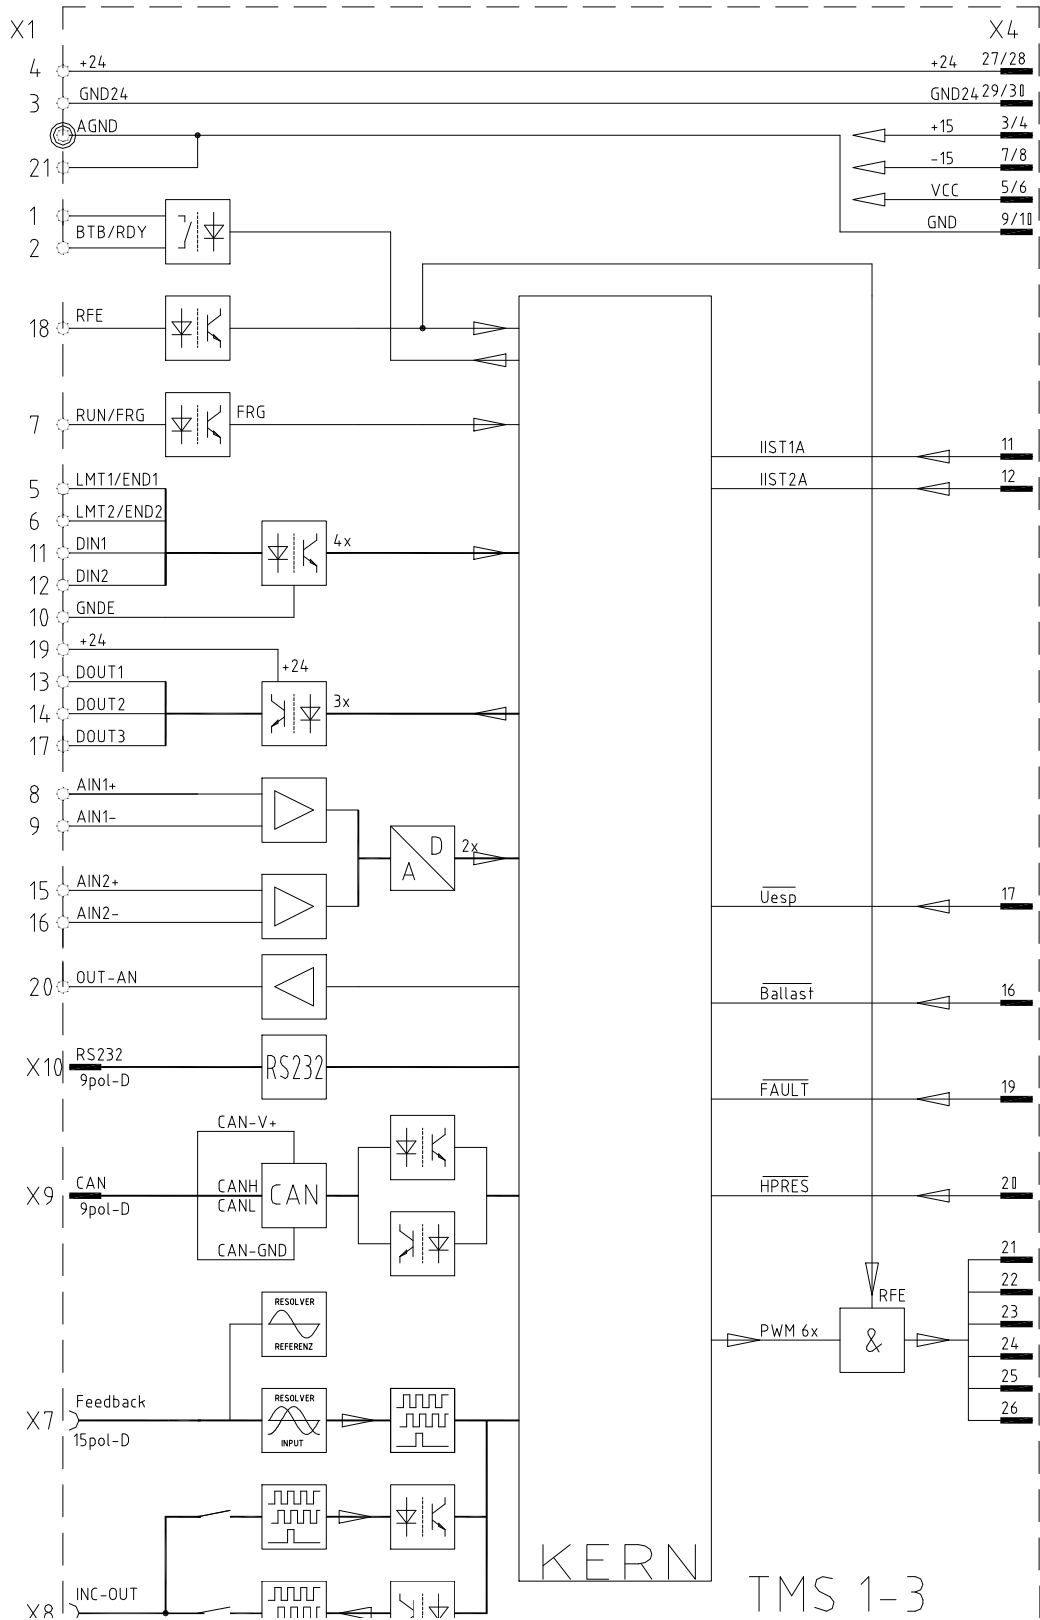 X1
X4
4 +24 +24 27/28
3 GND24 GND24 29/30
AGND +15 3/4
21 -15 7/8
1 VCC 5/6
BTB/RDY GND 9/10
2
18 RFE
7 RUN/FRG FRG
IIST1A 11
5 LMT1/END1 IIST2A 12
6 LMT2/END2
11 DIN1 4x
12 DIN2
10 GNDE
19 +24
+24
13 DOUT1
14 DOUT2 3x
17 DOUT3
8 AIN1+
9 AIN1-
D 2x
A
15 AIN2+
Uesp 17
16 AIN2-
20 OUT-AN
Ballast 16
X10 RS232 RS232
9pol-D
FAULT 19
CAN-V+
X9 CAN CANH CAN
9pol-D CANL
HPRES 20
CAN-GND
21
22
RFE
RESOLVER
REFERENZ
23
PWM 6x &
24
25
26
X7 Feedback
15pol-D
RESOLVER
INPUT
KERN
TMS 1-3
X8 INC-OUT